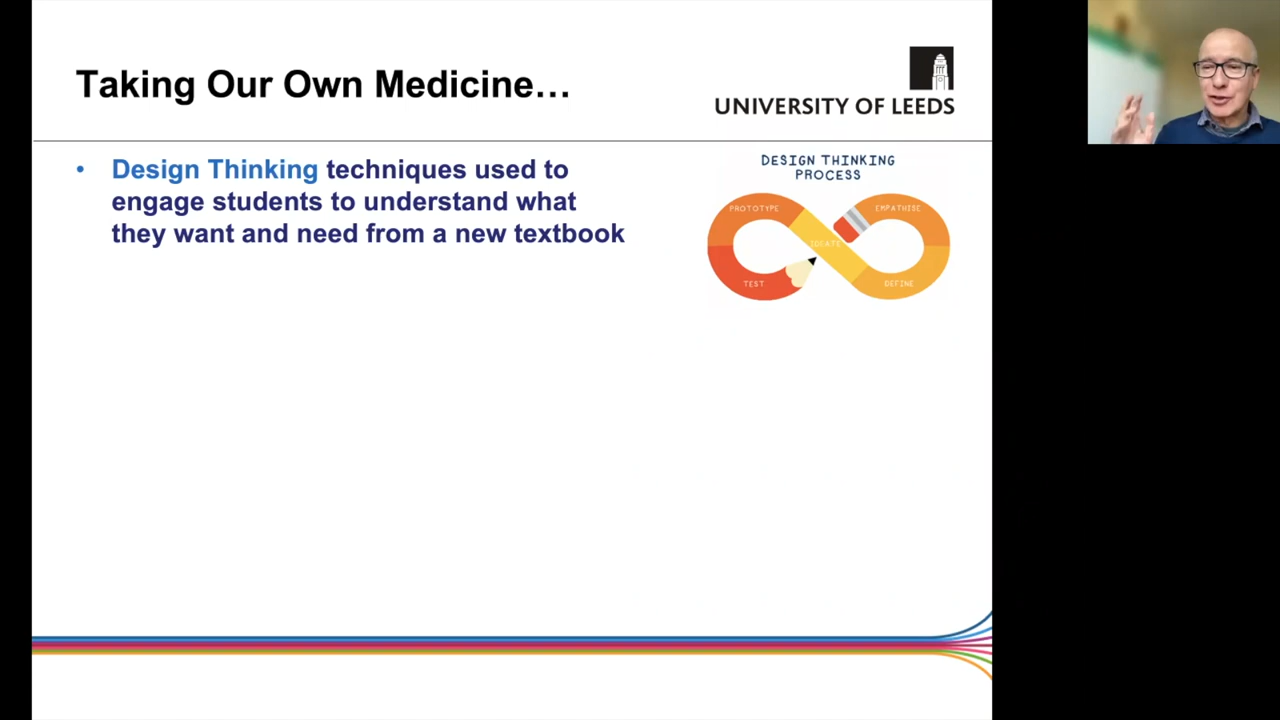 Taking Our Own Medicine…
UNIVERSITY OF LEEDS
• Design Thinking techniques used to
engage students to understand what
they want and need from a new textbook
DESIGN THINKING
PROCESS
PROTOTYPE
EMPATHISE
IDEATE
TEST
DEFINE